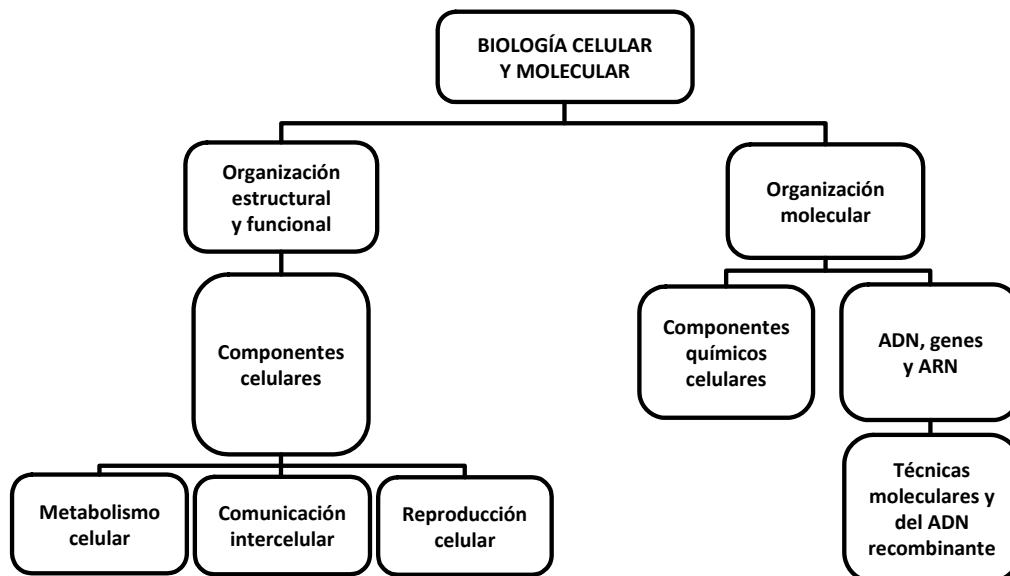 BIOLOGÍA CELULAR
Y MOLECULAR
Organización
estructural
y funcional
Organización
molecular
Componentes
celulares
Componentes
químicos
celulares
ADN, genes
y ARN
Metabolismo
celular
Comunicación
intercelular
Reproducción
celular
Técnicas
moleculares y
del ADN
recombinante